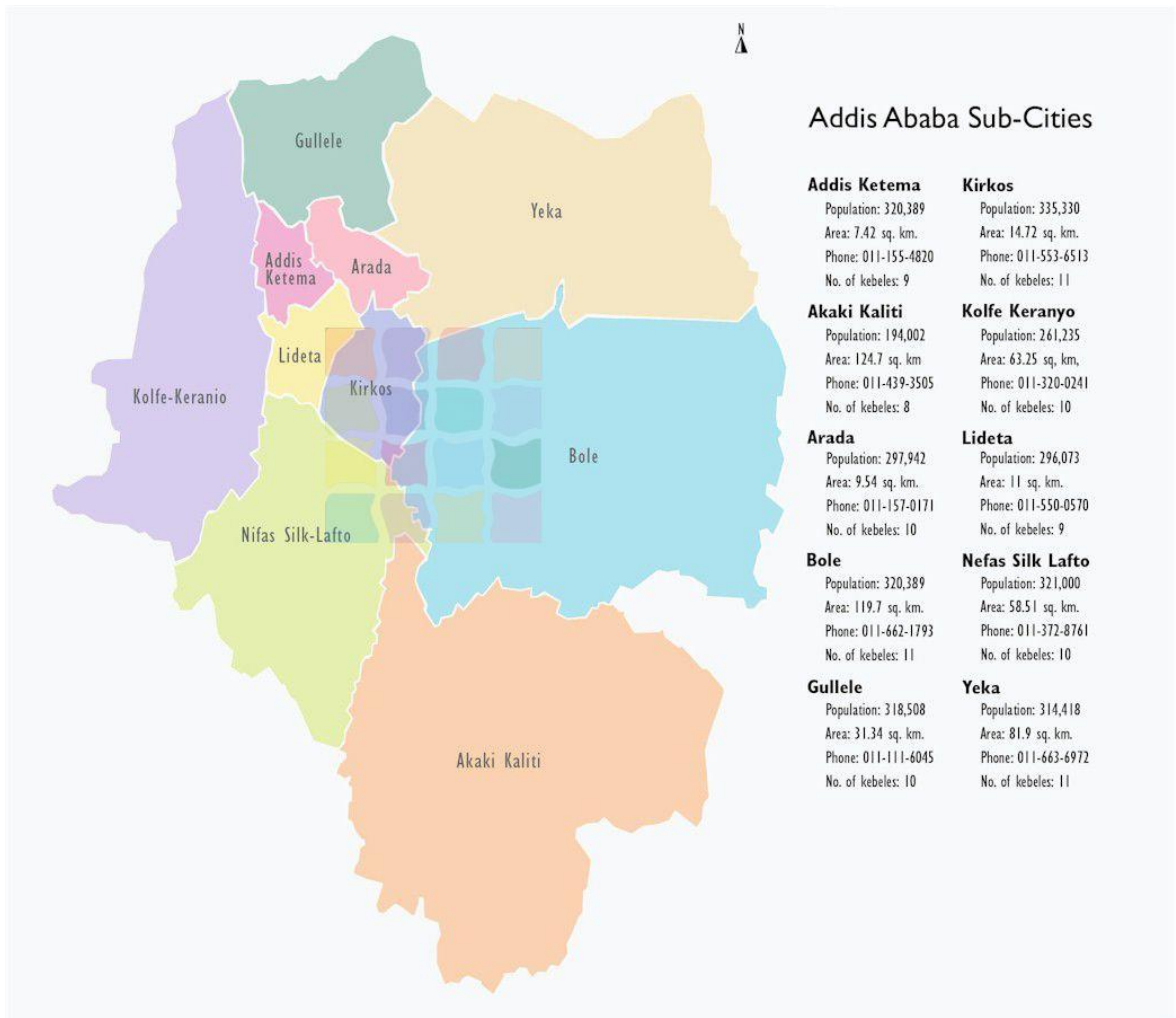 N
Addis Ababa Sub-Cities
Gullele
Yeka
Addis
Ketema
Arada
Lideta
Kirkos
Kolfe-Keranio
Bole
Nifas Silk-Lafto
Akaki Kaliti
Addis Ketema
Population: 320,389
Area: 7.42 sq. km.
Phone: 011-155-4820
No. of kebeles: 9
Akaki Kaliti
Population: 194,002
Area: 124.7 sq. km
Phone: 011-439-3505
No. of kebeles: 8
Arada
Population: 297,942
Area: 9.54 sq. km.
Phone: 011-157-0171
No. of kebeles: 10
Bole
Population: 320,389
Area: 119.7 sq. km.
Phone: 011-662-1793
No. of kebeles: 11
Gullele
Population: 318,508
Area: 31.34 sq. km.
Phone: 011-111-6045
No. of kebeles: 10
Kirkos
Population: 335,330
Area: 14.72 sq. km.
Phone: 011-553-6513
No. of kebeles: 11
Kolfe Keranyo
Population: 261,235
Area: 63.25 sq. km,
Phone: 011-320-0241
No. of kebeles: 10
Lideta
Population: 296,073
Area: 11 sq. km.
Phone: 011-550-0570
No. of kebeles: 9
Nefas Silk Lafto
Population: 321,000
Area: 58.51 sq. km.
Phone: 011-372-8761
No. of kebeles: 10
Yeka
Population: 314,418
Area: 81.9 sq. km.
Phone: 011-663-6972
No. of kebeles: 11